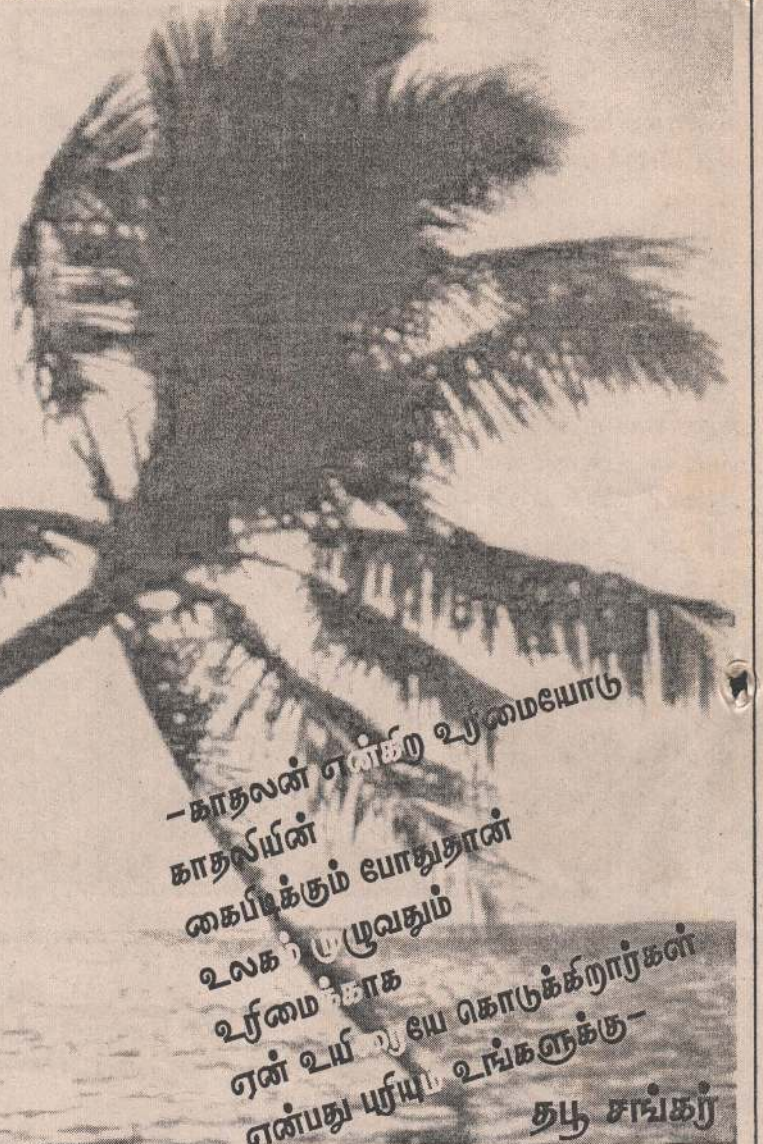 -காதலன் என்கிற உரிமையோடு
காதலியின்
கைபிடிக்கும் போதுதான்
உலகம் முழுவதும்
உரிமைக்காக
ஏன் உயிரையே கொடுக்கிறார்கள்
என்பது புரியும் உங்களுக்கு-
தபூ சங்கர்